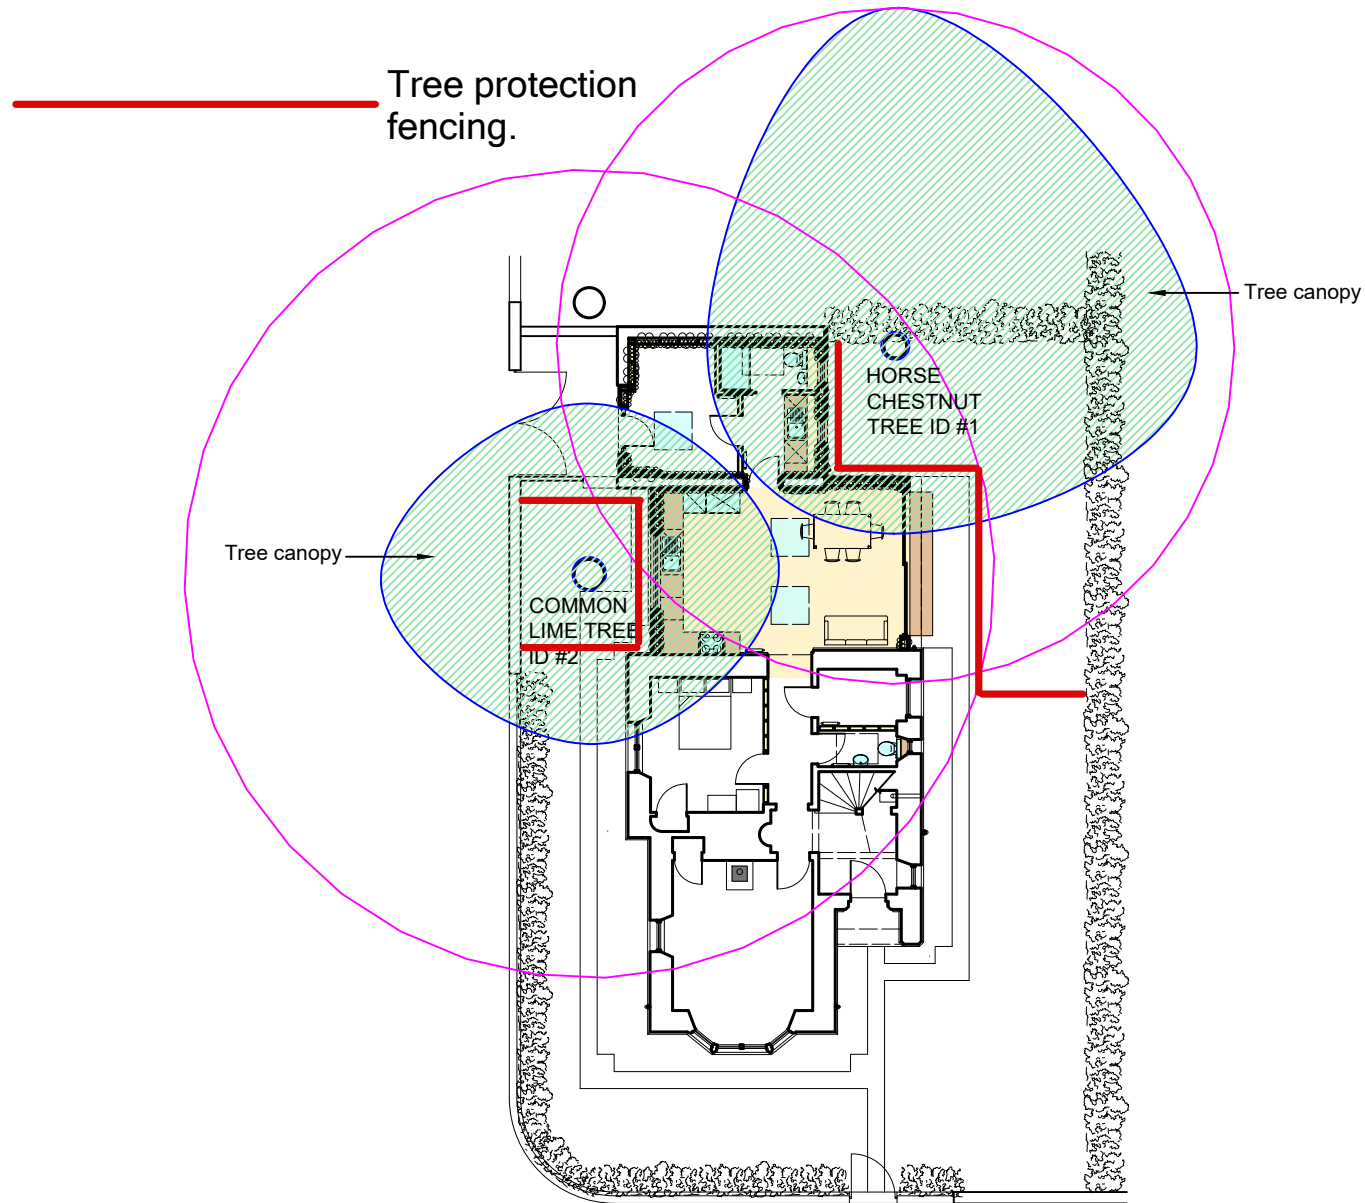 Tree protection
fencing.
Tree canopy
HORSE
CHESTNUT
TREE ID #1
Tree canopy
COMMON
LIME TREE
ID #2